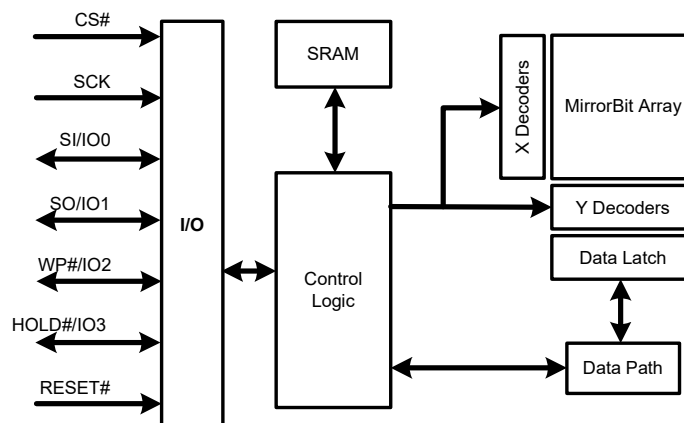 CS#
SCK
SI/IO0
SO/IO1
WP#/IO2
HOLD#/IO3
RESET#
I/O
SRAM
Control
Logic
X Decoders
MirrorBit Array
Y Decoders
Data Latch
Data Path